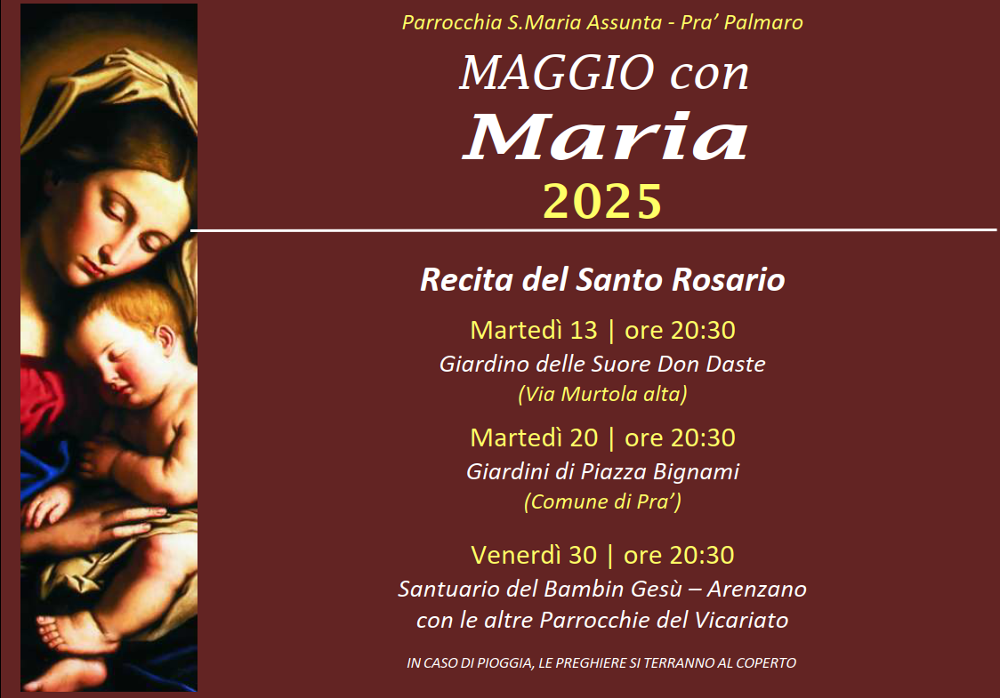 Parrocchia S.Maria Assunta - Pra’ Palmaro
MAGGIO con
Maria
2025
Recita del Santo Rosario
Martedì 13 | ore 20:30
Giardino delle Suore Don Daste
(Via Murtola alta)
Martedì 20 | ore 20:30
Giardini di Piazza Bignami
(Comune di Pra’)
Venerdì 30 | ore 20:30
Santuario del Bambin Gesù – Arenzano
con le altre Parrocchie del Vicariato
IN CASO DI PIOGGIA, LE PREGHIERE SI TERRANNO AL COPERTO